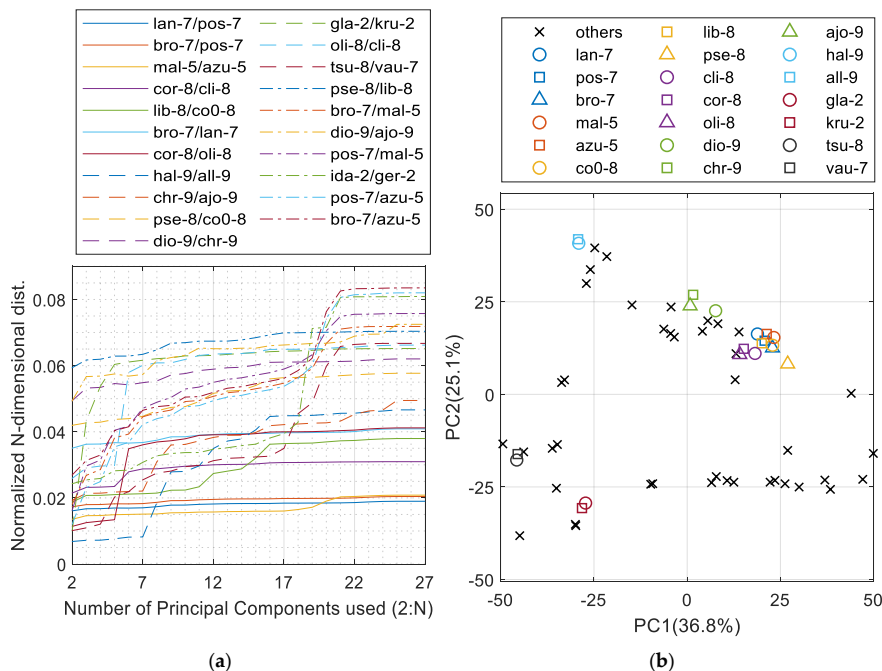 lan-7/pos-7
bro-7/pos-7
mal-5/azu-5
cor-8/cli-8
lib-8/co0-8
bro-7/lan-7
cor-8/oli-8
hal-9/all-9
chr-9/ajo-9
pse-8/co0-8
dio-9/chr-9
gla-2/kru-2
oli-8/cli-8
tsu-8/vau-7
pse-8/lib-8
bro-7/mal-5
dio-9/ajo-9
pos-7/mal-5
ida-2/ger-2
pos-7/azu-5
bro-7/azu-5
Normalized N-dimensional dist.
0.08
0.06
0.04
0.02
0
2 7 12 17 22 27
Number of Principal Components used (2:N)
(a)
others
lan-7
pos-7
bro-7
mal-5
azu-5
co0-8
lib-8
pse-8
cli-8
cor-8
oli-8
dio-9
chr-9
ajo-9
hal-9
all-9
gla-2
kru-2
tsu-8
vau-7
PC2(25.1%)
50
25
0
-25
-50
-50 -25 0 25 50
PC1(36.8%)
(b)